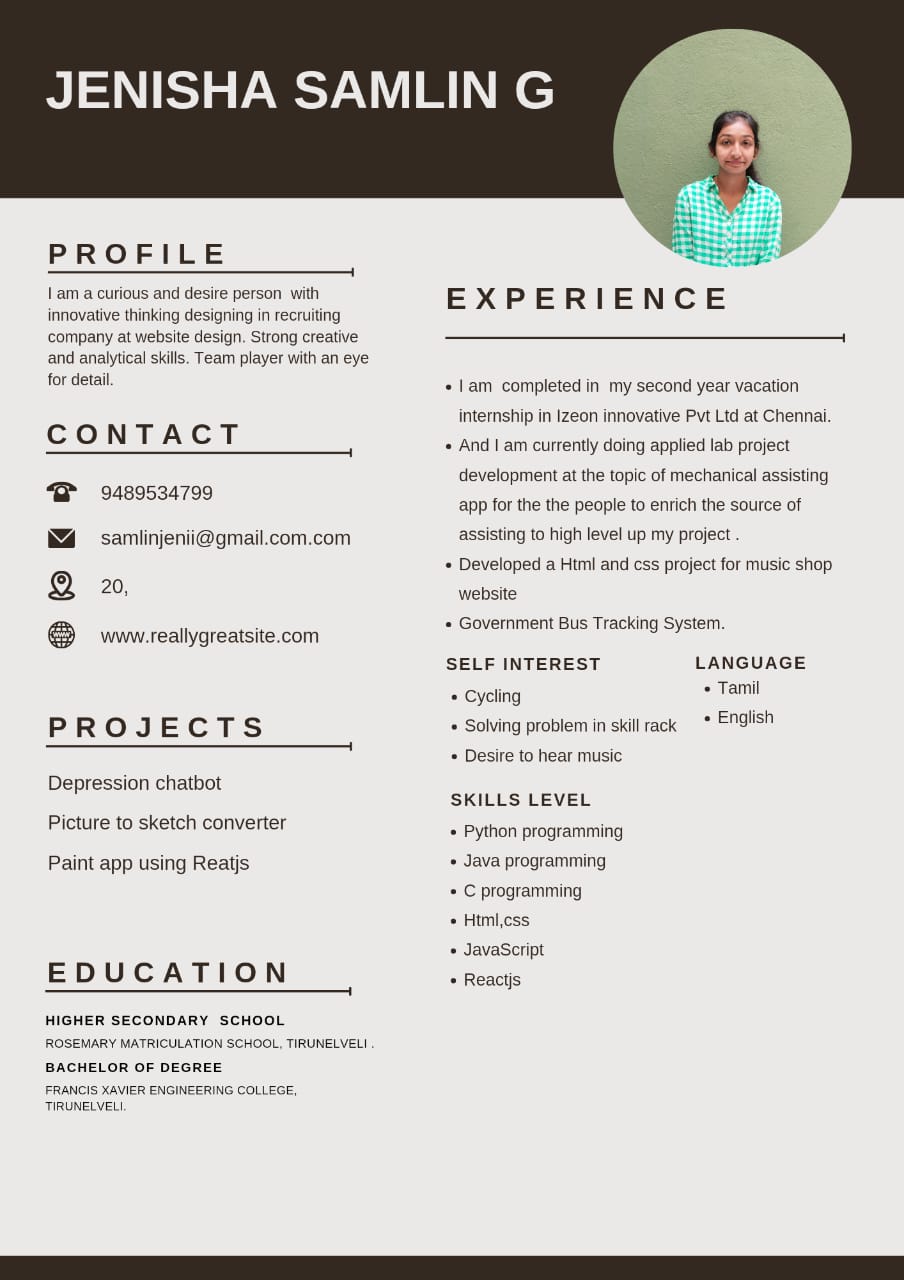 JENISHA SAMLIN G
PROFILE
I am a curious and desire person  with
innovative thinking designing in recruiting
company at website design. Strong creative
and analytical skills. Team player with an eye
for detail.
CONTACT
9489534799
samlinjenii@gmail.com.com
20,
www.reallygreatsite.com
PROJECTS
Depression chatbot
Picture to sketch converter
Paint app using Reatjs
EDUCATION
HIGHER SECONDARY  SCHOOL
ROSEMARY MATRICULATION SCHOOL, TIRUNELVELI .
BACHELOR OF DEGREE
FRANCIS XAVIER ENGINEERING COLLEGE,
TIRUNELVELI.
EXPERIENCE
• I am  completed in  my second year vacation
internship in Izeon innovative Pvt Ltd at Chennai.
• And I am currently doing applied lab project
development at the topic of mechanical assisting
app for the the people to enrich the source of
assisting to high level up my project .
• Developed a Html and css project for music shop
website
• Government Bus Tracking System.
SELF INTEREST
• Cycling
• Solving problem in skill rack
• Desire to hear music
LANGUAGE
• Tamil
• English
SKILLS LEVEL
• Python programming
• Java programming
• C programming
• Html,css
• JavaScript
• Reactjs